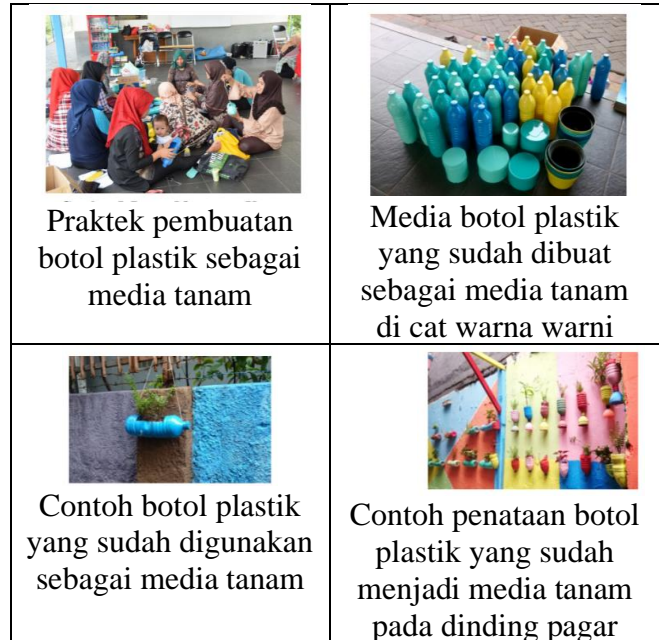 Praktek pembuatan
botol plastik sebagai
media tanam
Media botol plastik
yang sudah dibuat
sebagai media tanam
di cat warna warni
Contoh botol plastik
yang sudah digunakan
sebagai media tanam
Contoh penataan botol
plastik yang sudah
menjadi media tanam
pada dinding pagar